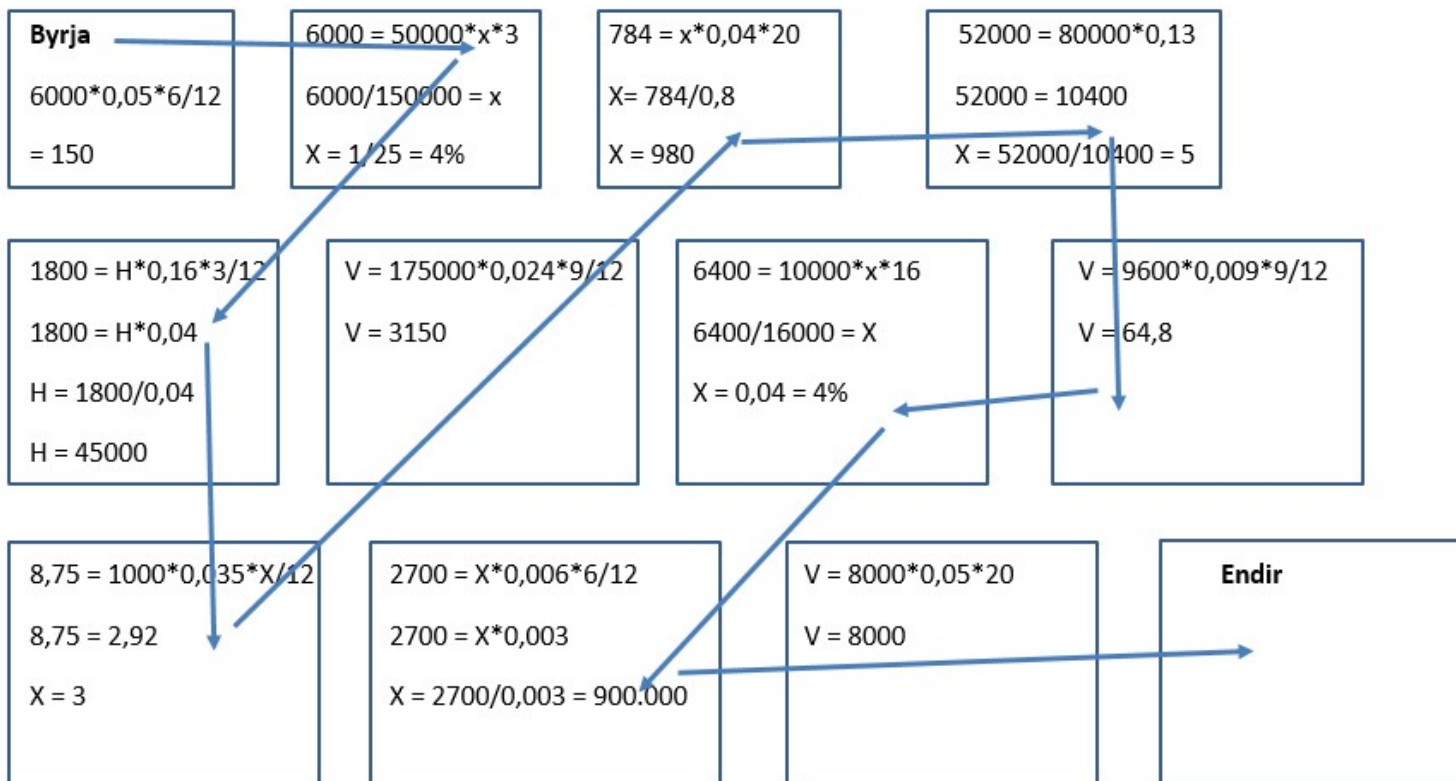 Byrja
6000*0,05*6/12
= 150
6000 = 50000*x*3
6000/150000 = x
X = 1/25 = 4%
784 = x*0,04*20
X= 784/0,8
X = 980
52000 = 80000*0,13
52000 = 10400
X = 52000/10400 = 5
1800 = H*0,16*3/12
1800 = H*0,04
H = 1800/0,04
H = 45000
V = 175000*0,024*9/12
V = 3150
6400 = 10000*x*16
6400/16000 = X
X = 0,04 = 4%
V = 9600*0,009*9/12
V = 64,8
8,75 = 1000*0,035*X/12
8,75 = 2,92
X = 3
2700 = X*0,006*6/12
2700 = X*0,003
X = 2700/0,003 = 900.000
V = 8000*0,05*20
V = 8000
Endir